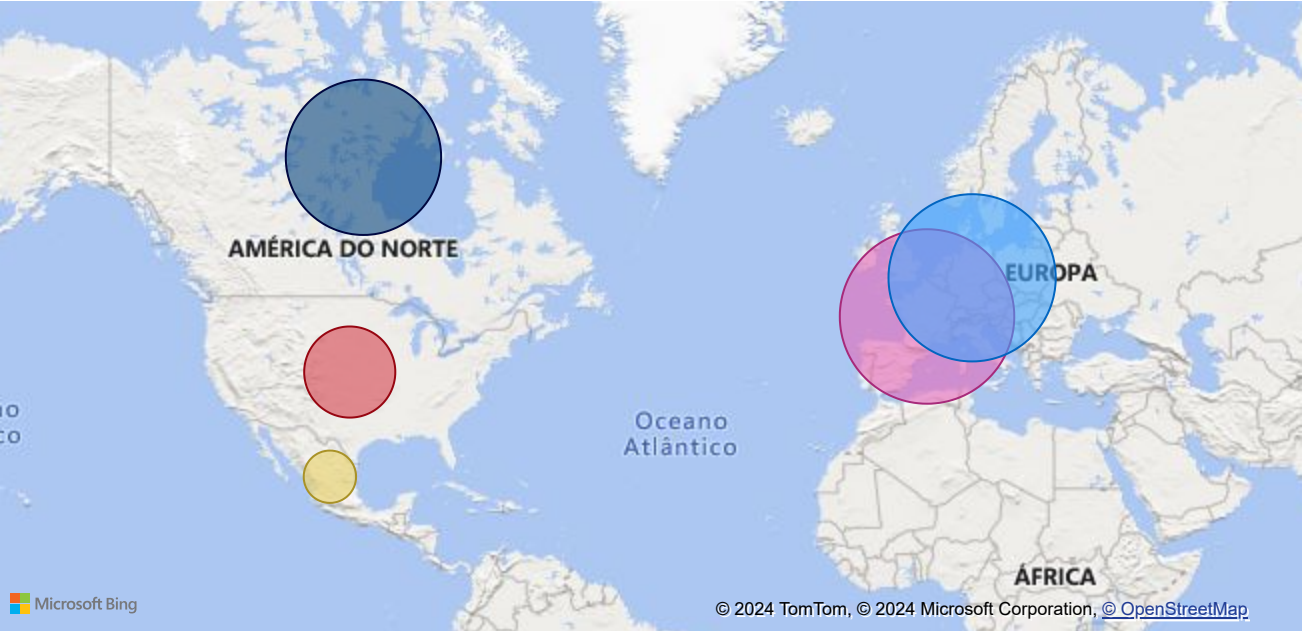 AMÉRICA DO NORTE
EUROPA
Oceano
Atlântico
ÁFRICA
Microsoft Bing
© 2024 TomTom, © 2024 Microsoft Corporation, © OpenStreetMap